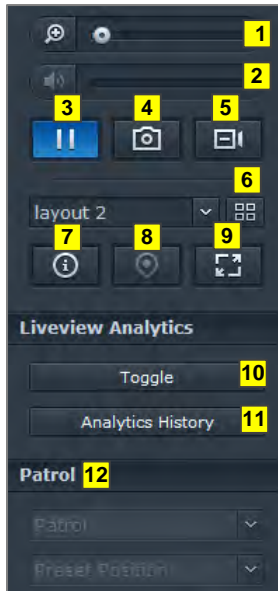 1
2
3
4
5
6
layout 2
7
8
9
Liveview Analytics
Toggle 10
Analytics History 11
Patrol 12
Patrol
Preset Position